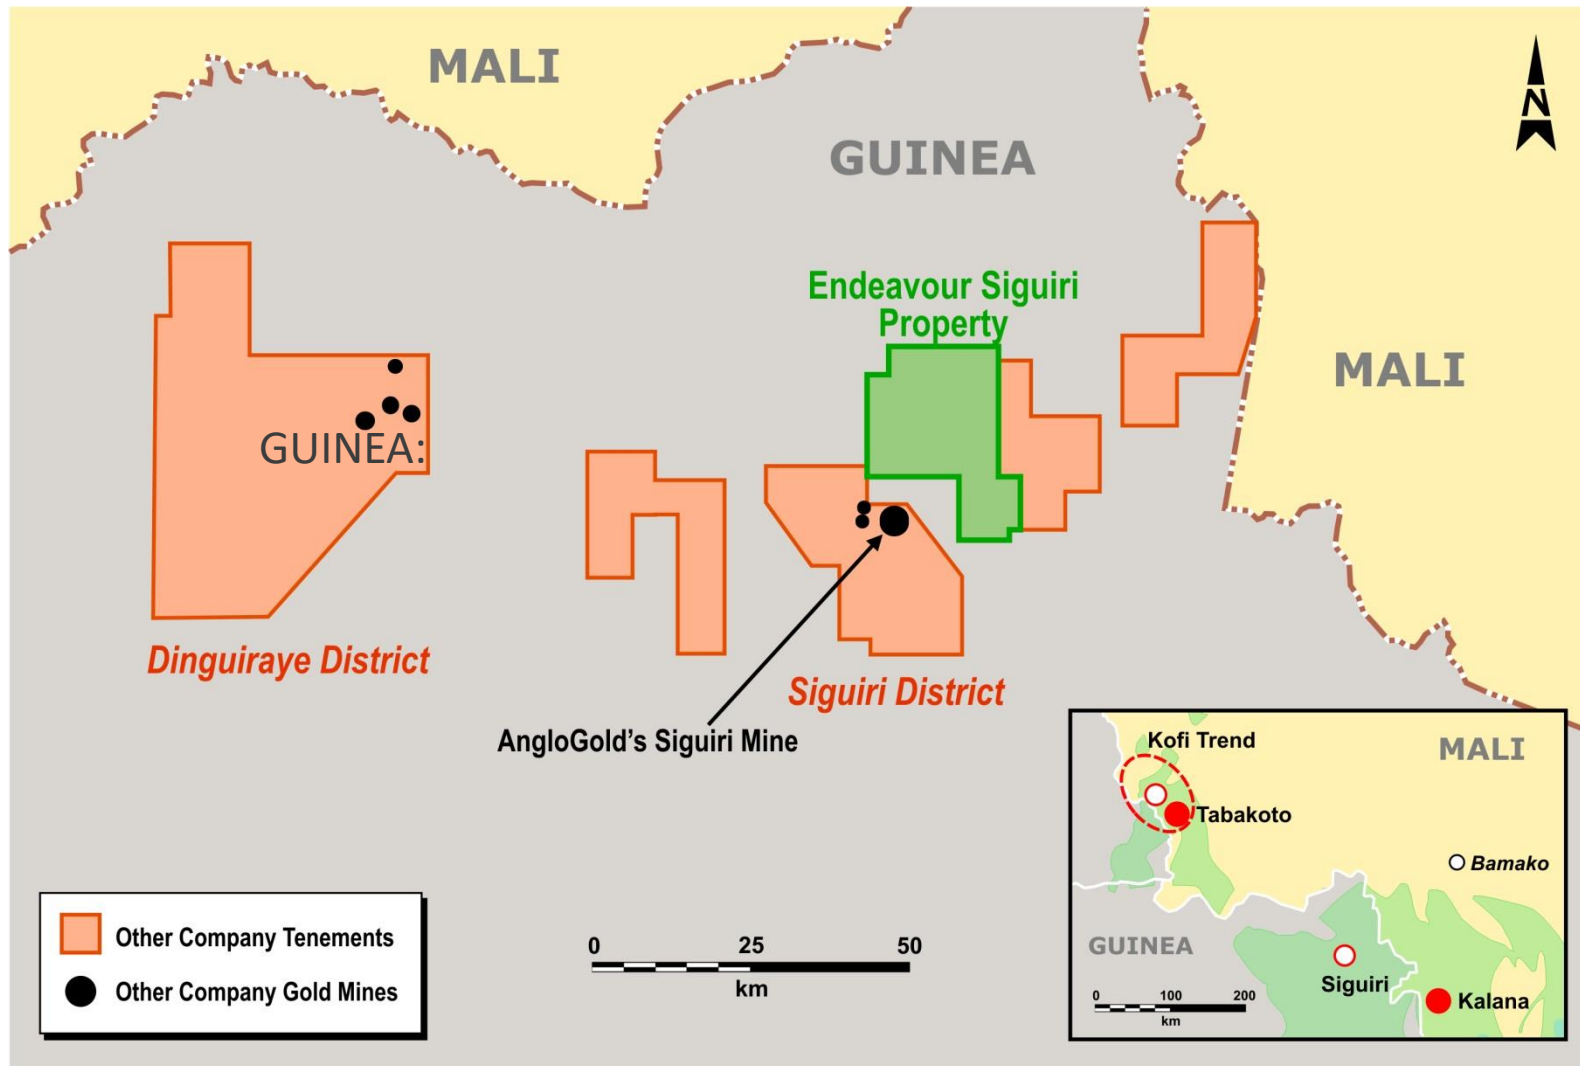 MALI
GUINEA
Endeavour Siguiri
Property
MALI
GUINEA:
Dinguiraye District
Siguiri District
AngloGold’s Siguiri Mine
N
Other Company Tenements
Other Company Gold Mines
0 25 50
km
Kofi Trend
MALI
Tabakoto
Bamako
GUINEA
Siguiri
Kalana
0 100 200
km